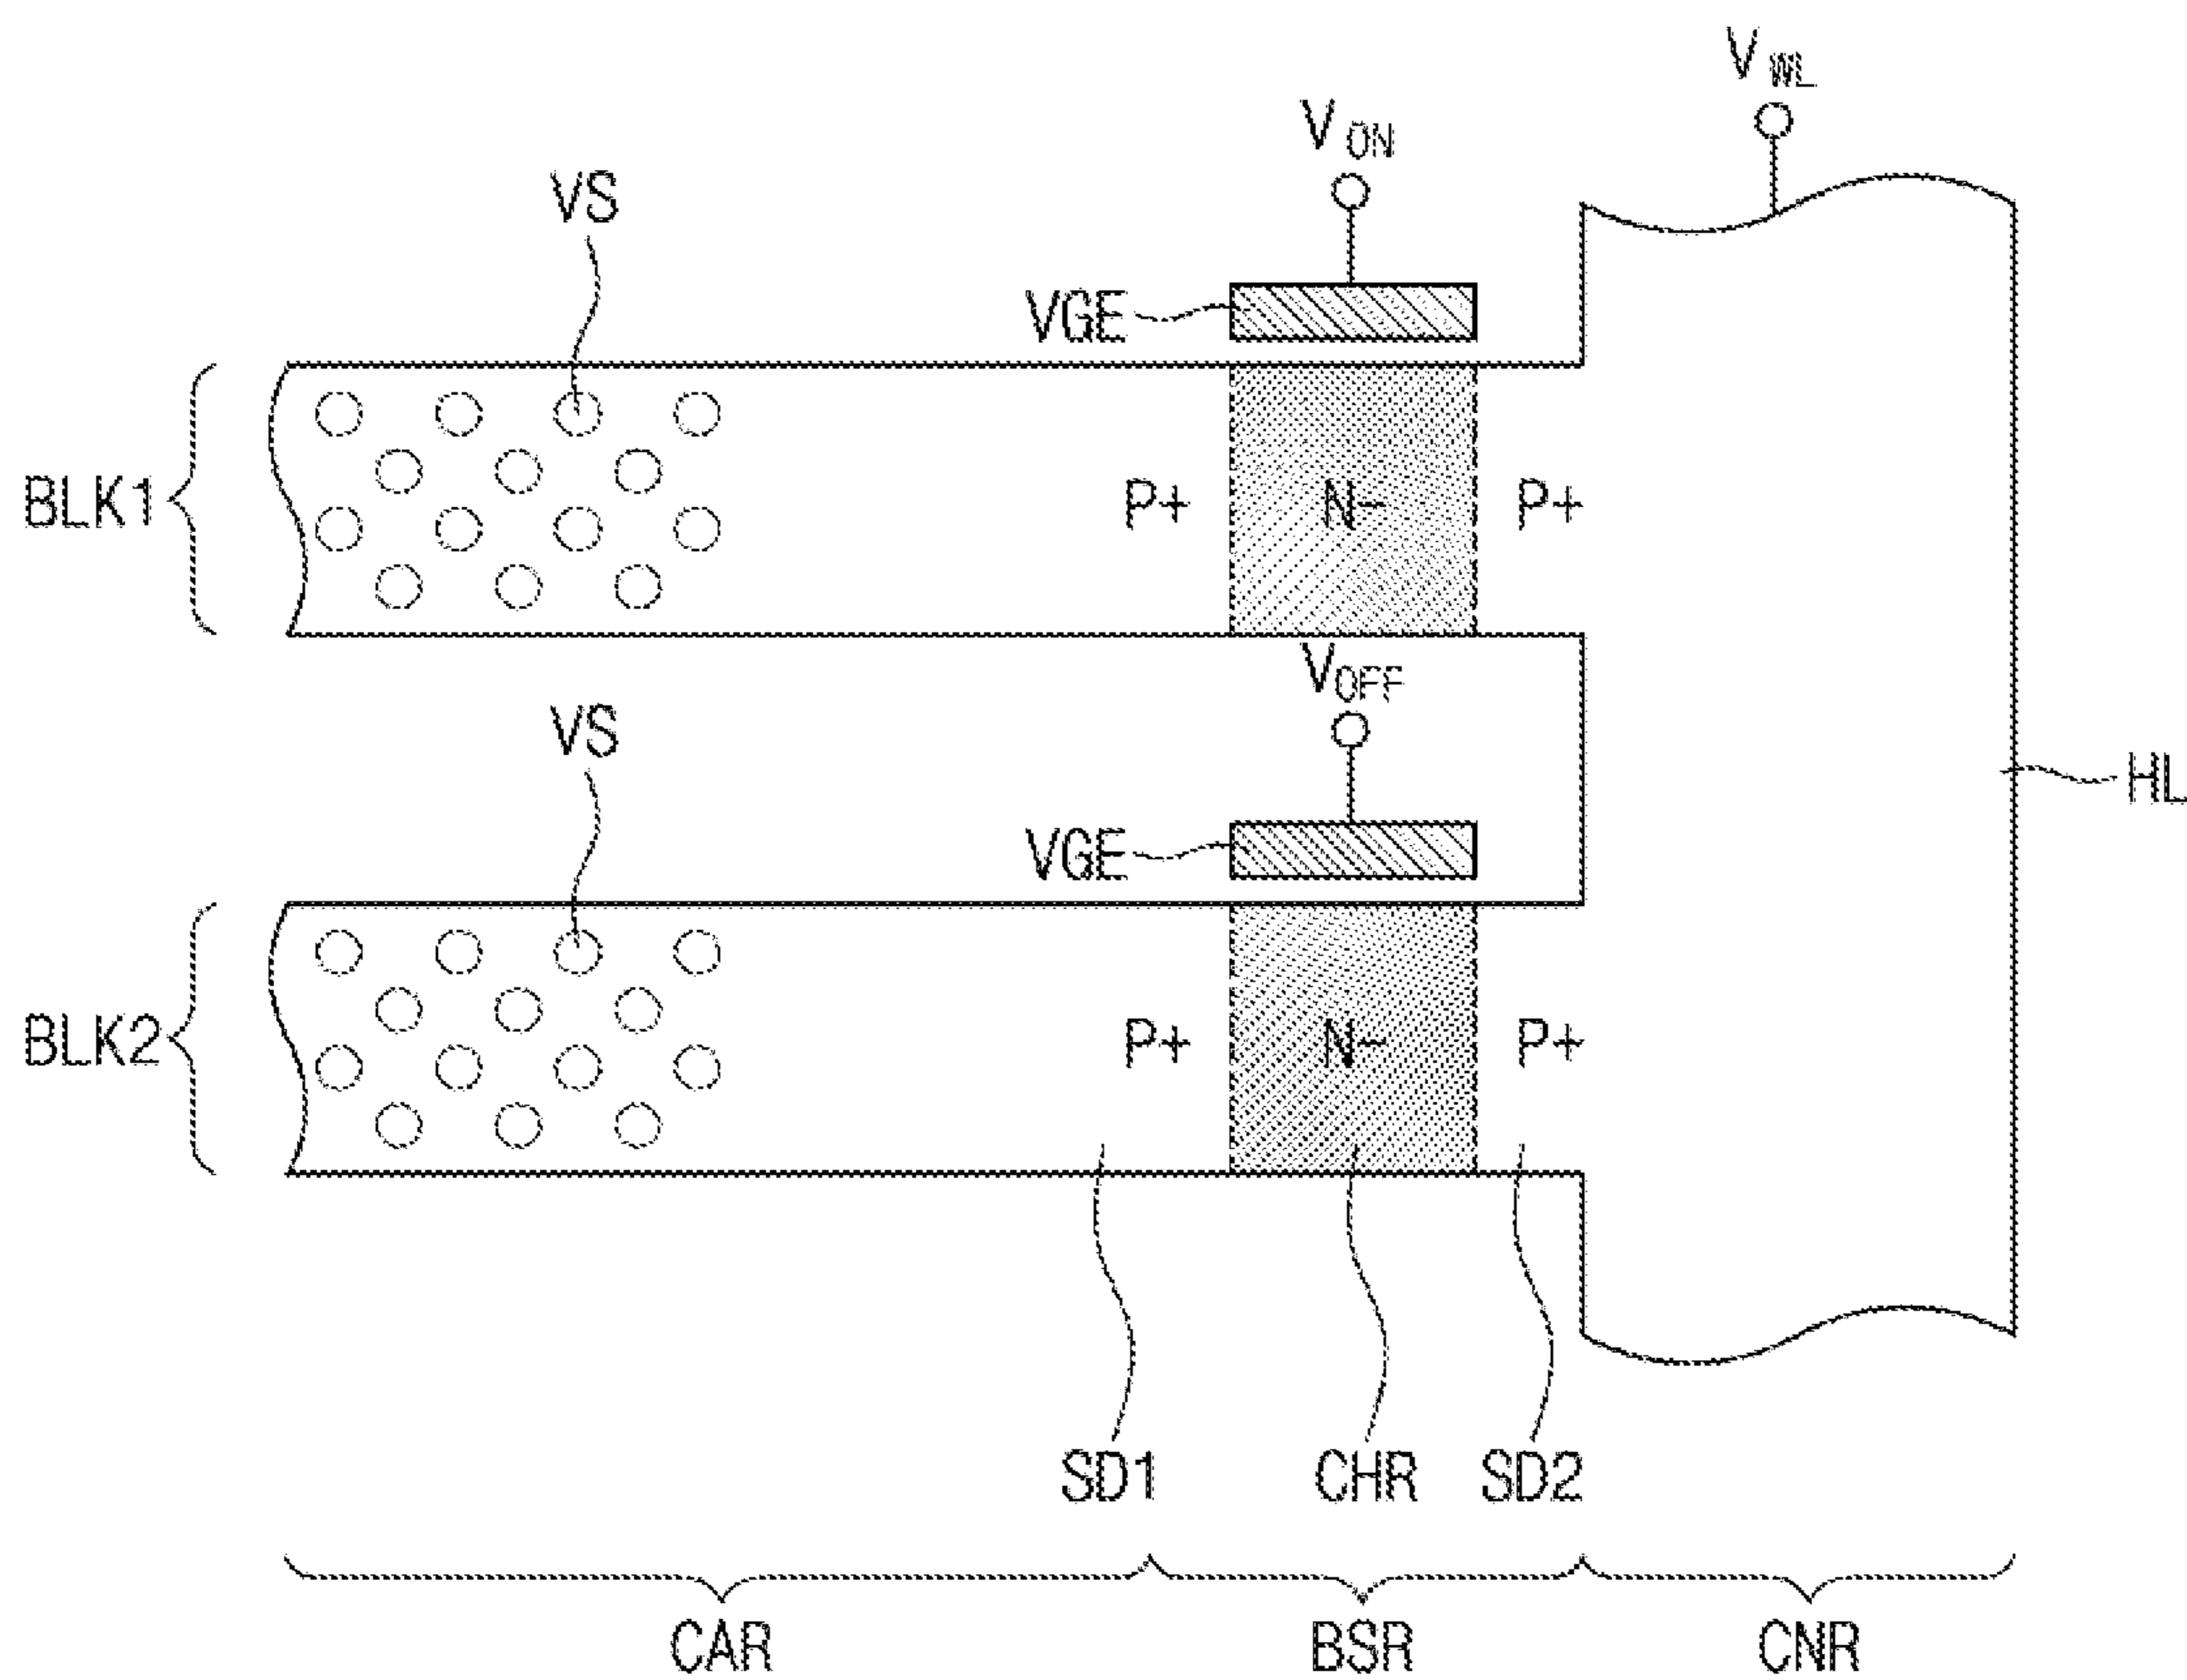 V WL
V ON
VS
VGE
BLK1
P+ N- P+
V OFF
VS
HL
VGE
BLK2
P+ N- P+
SD1 CHR SD2
CAR BSR CNR